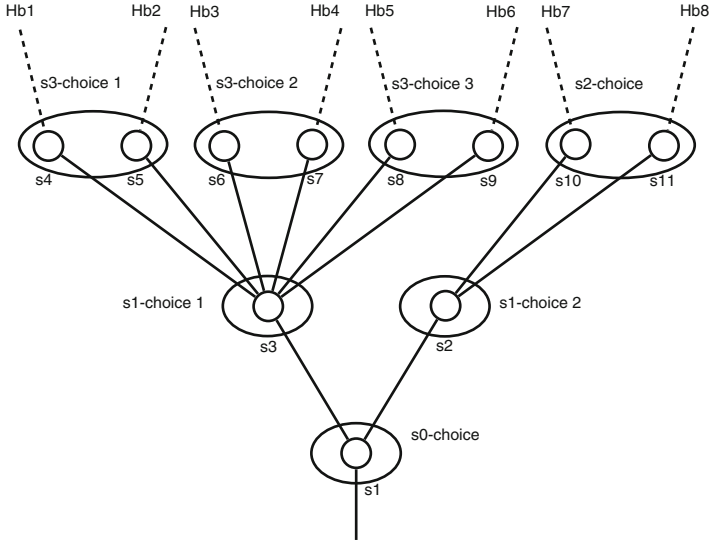 Hb1 Hb2 Hb3 Hb4 Hb5 Hb6 Hb7 Hb8
s3-choice 1 s3-choice 2 s3-choice 3 s2-choice
s4 s5 s6 s7 s8 s9 s10 s11
s1-choice 1 s1-choice 2
s3 s2
s0-choice
s1